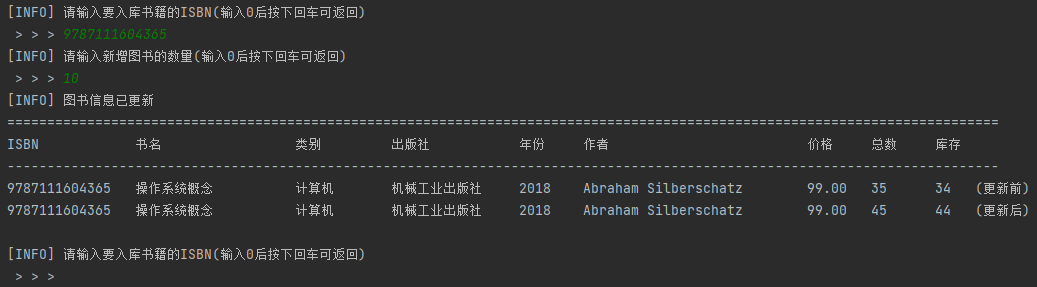 [INFO] 请输入要入库书籍的ISBN(输入0后按下回车可返回)
> > > 9787111604365
[INFO] 请输入新增图书的数量(输入0后按下回车可返回)
> > > 10
[INFO] 图书信息已更新
============================================================================================================================
ISBN 书名 类别 出版社 年份 作者 价格 总数 库存
----------------------------------------------------------------------------------------------------------------------------
9787111604365 操作系统概念 计算机 机械工业出版社 2018 Abraham Silberschatz 99.00 35 34 (更新前)
9787111604365 操作系统概念 计算机 机械工业出版社 2018 Abraham Silberschatz 99.00 45 44 (更新后)
[INFO] 请输入要入库书籍的ISBN(输入0后按下回车可返回)
> > >